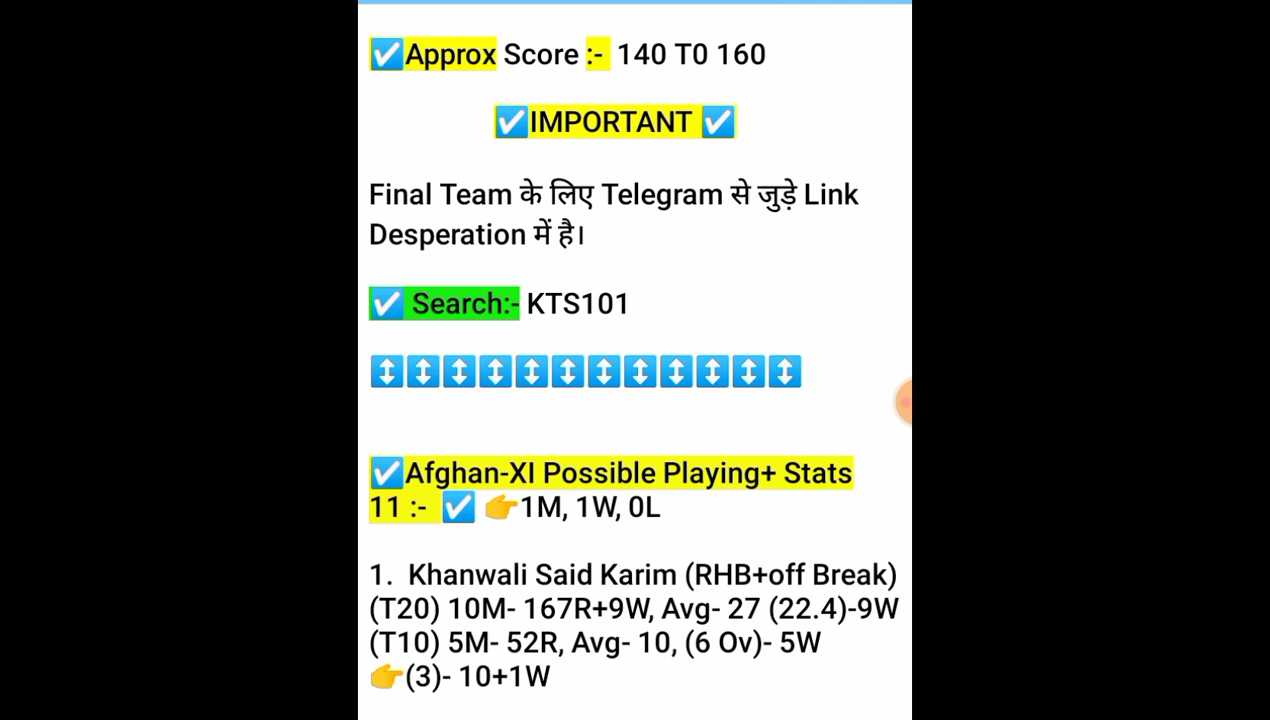 ✅Approx Score :- 140 T0 160
✅IMPORTANT ✅
Final Team के लिए Telegram से जुड़े Link
Desperation में है।
✅ Search:- KTS101
↕️↕️↕️↕️↕️↕️↕️↕️↕️↕️↕️↕️
✅Afghan-XI Possible Playing+ Stats
11 :- ✅ 👉1M, 1W, 0L
1. Khanwali Said Karim (RHB+off Break)
(T20) 10M- 167R+9W, Avg- 27 (22.4)-9W
(T10) 5M- 52R, Avg- 10, (6 Ov)- 5W
👉(3)- 10+1W